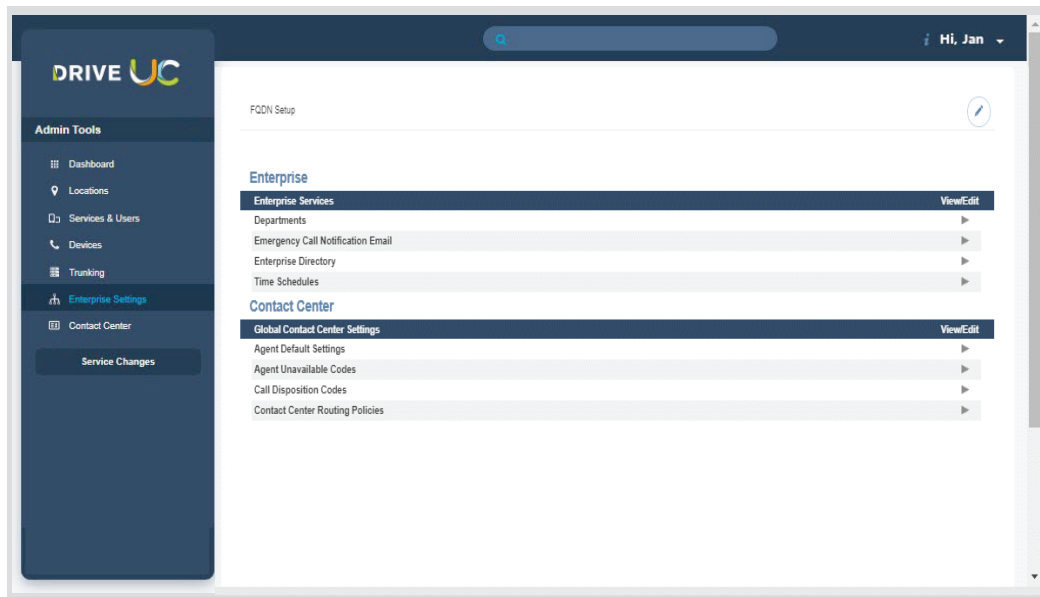 Hi, Jan
DRIVE UC
Admin Tools
Dashboard
Locations
Services & Users
Devices
Trunking
Enterprise Settings
Contact Center
Service Changes
FQDN Setup
Enterprise
Enterprise Services View/Edit
Departments
Emergency Call Notification Email
Enterprise Directory
Time Schedules
Contact Center
Global Contact Center Settings View/Edit
Agent Default Settings
Agent Unavailable Codes
Call Disposition Codes
Contact Center Routing Policies